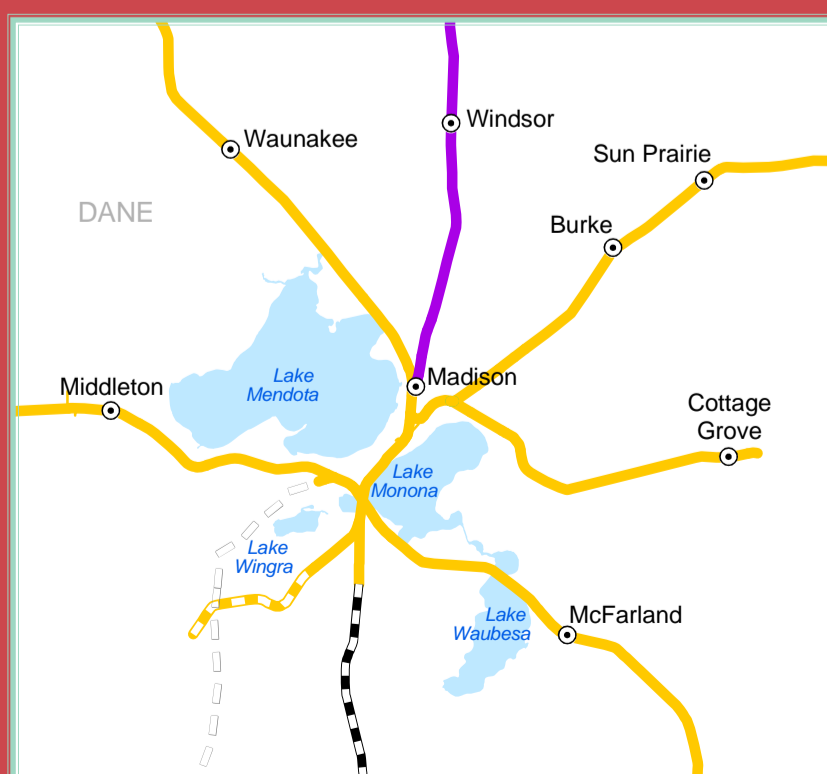 Waunakee
Windsor
Sun Prairie
DANE
Burke
Lake
Mendota
Middleton
Madison
Cottage
Grove
Lake
Monona
Lake
Wingra
Lake
Waubesa
McFarland